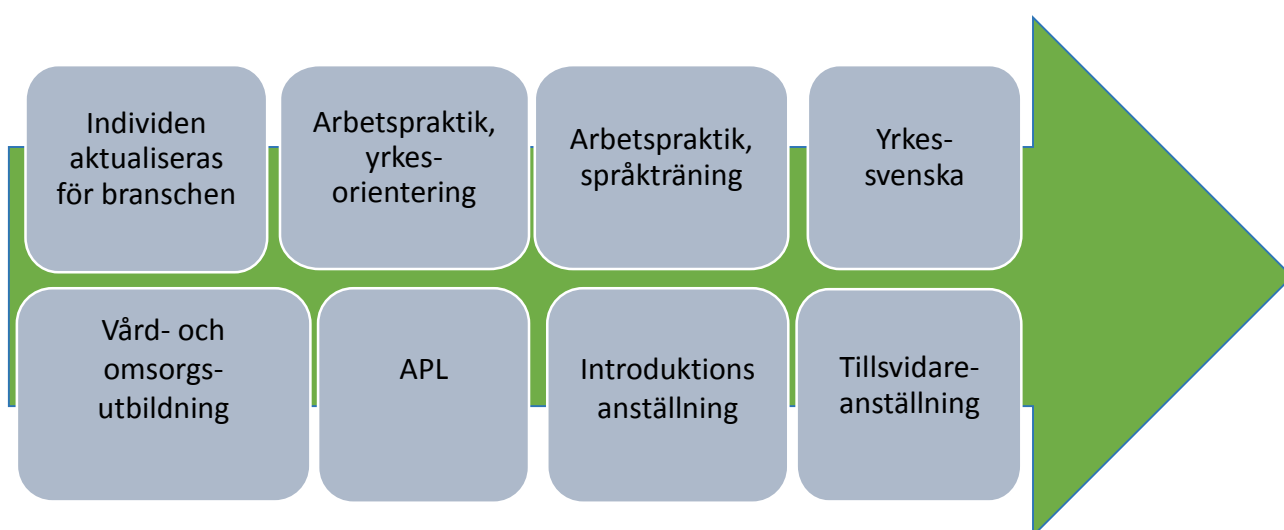 Individen
aktualiseras
för branschen
Arbetspraktik,
yrkes-
orientering
Arbetspraktik,
språkträning
Yrkes-
svenska
Vård- och
omsorgs-
utbildning
APL
Introduktions
anställning
Tillsvidare-
anställning